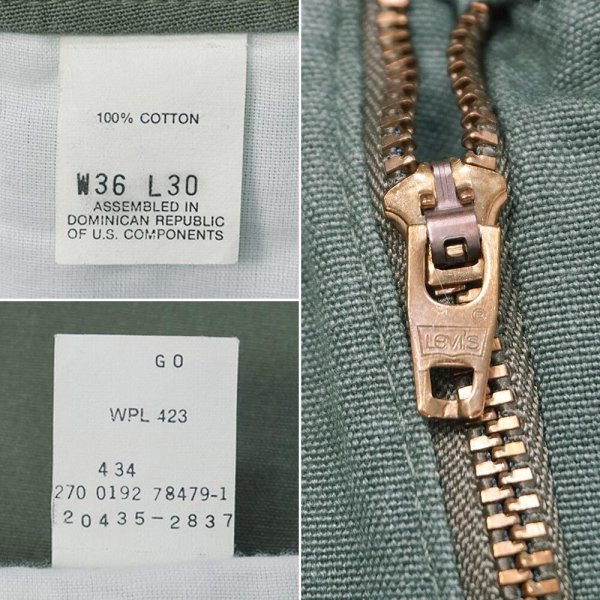 100% COTTON
W36 L30
ASSEMBLED IN
DOMINICAN REPUBLIC
OF U.S. COMPONENTS
GO
WPL 423
434
270 0192 78479-1
20435-2837
®
LEVI'S